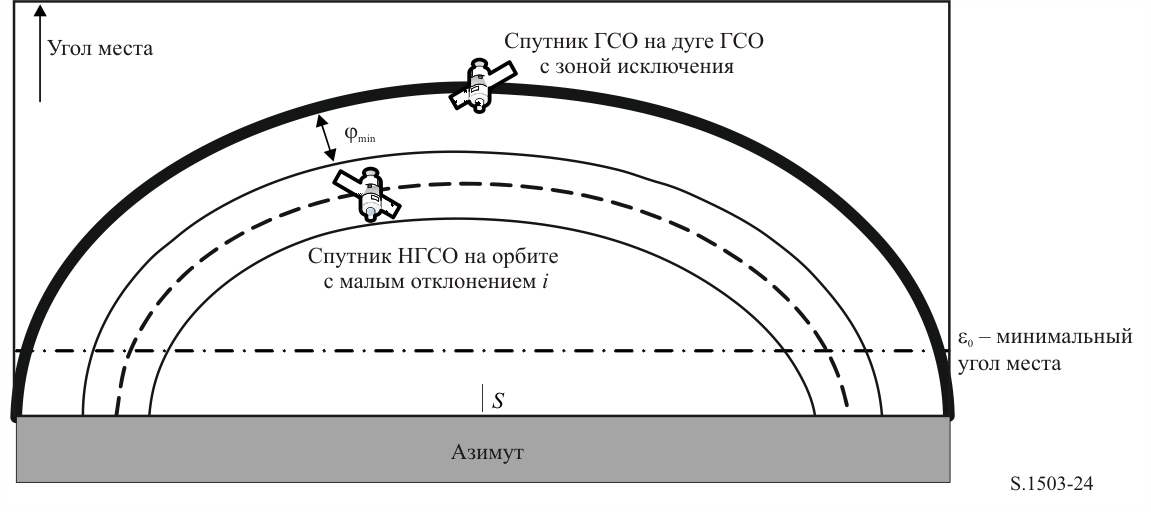 Угол места
Спутник ГСО на дуге ГСО
с зоной исключения
φmin
Спутник НГСО на орбите
с малым отклонением i
ε0 – минимальный
угол места
S
Азимут
S.1503-24